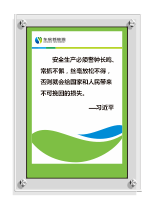 安全生产必须警钟长鸣、
常抓不懈，丝毫放松不得，
否则就会给国家和人民带来
不可挽回的损失。
—习近平